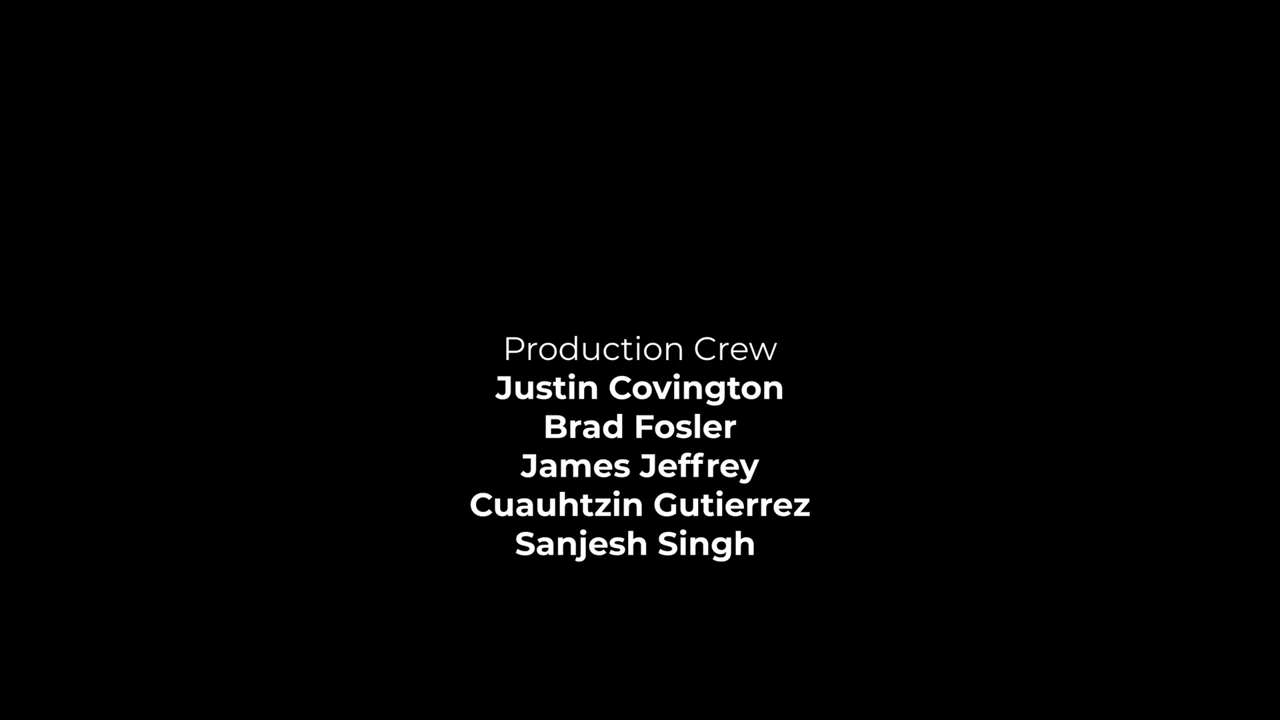 Production Crew
Justin Covington
Brad Fosler
James Jeffrey
Cuauhtzin Gutierrez
Sanjesh Singh